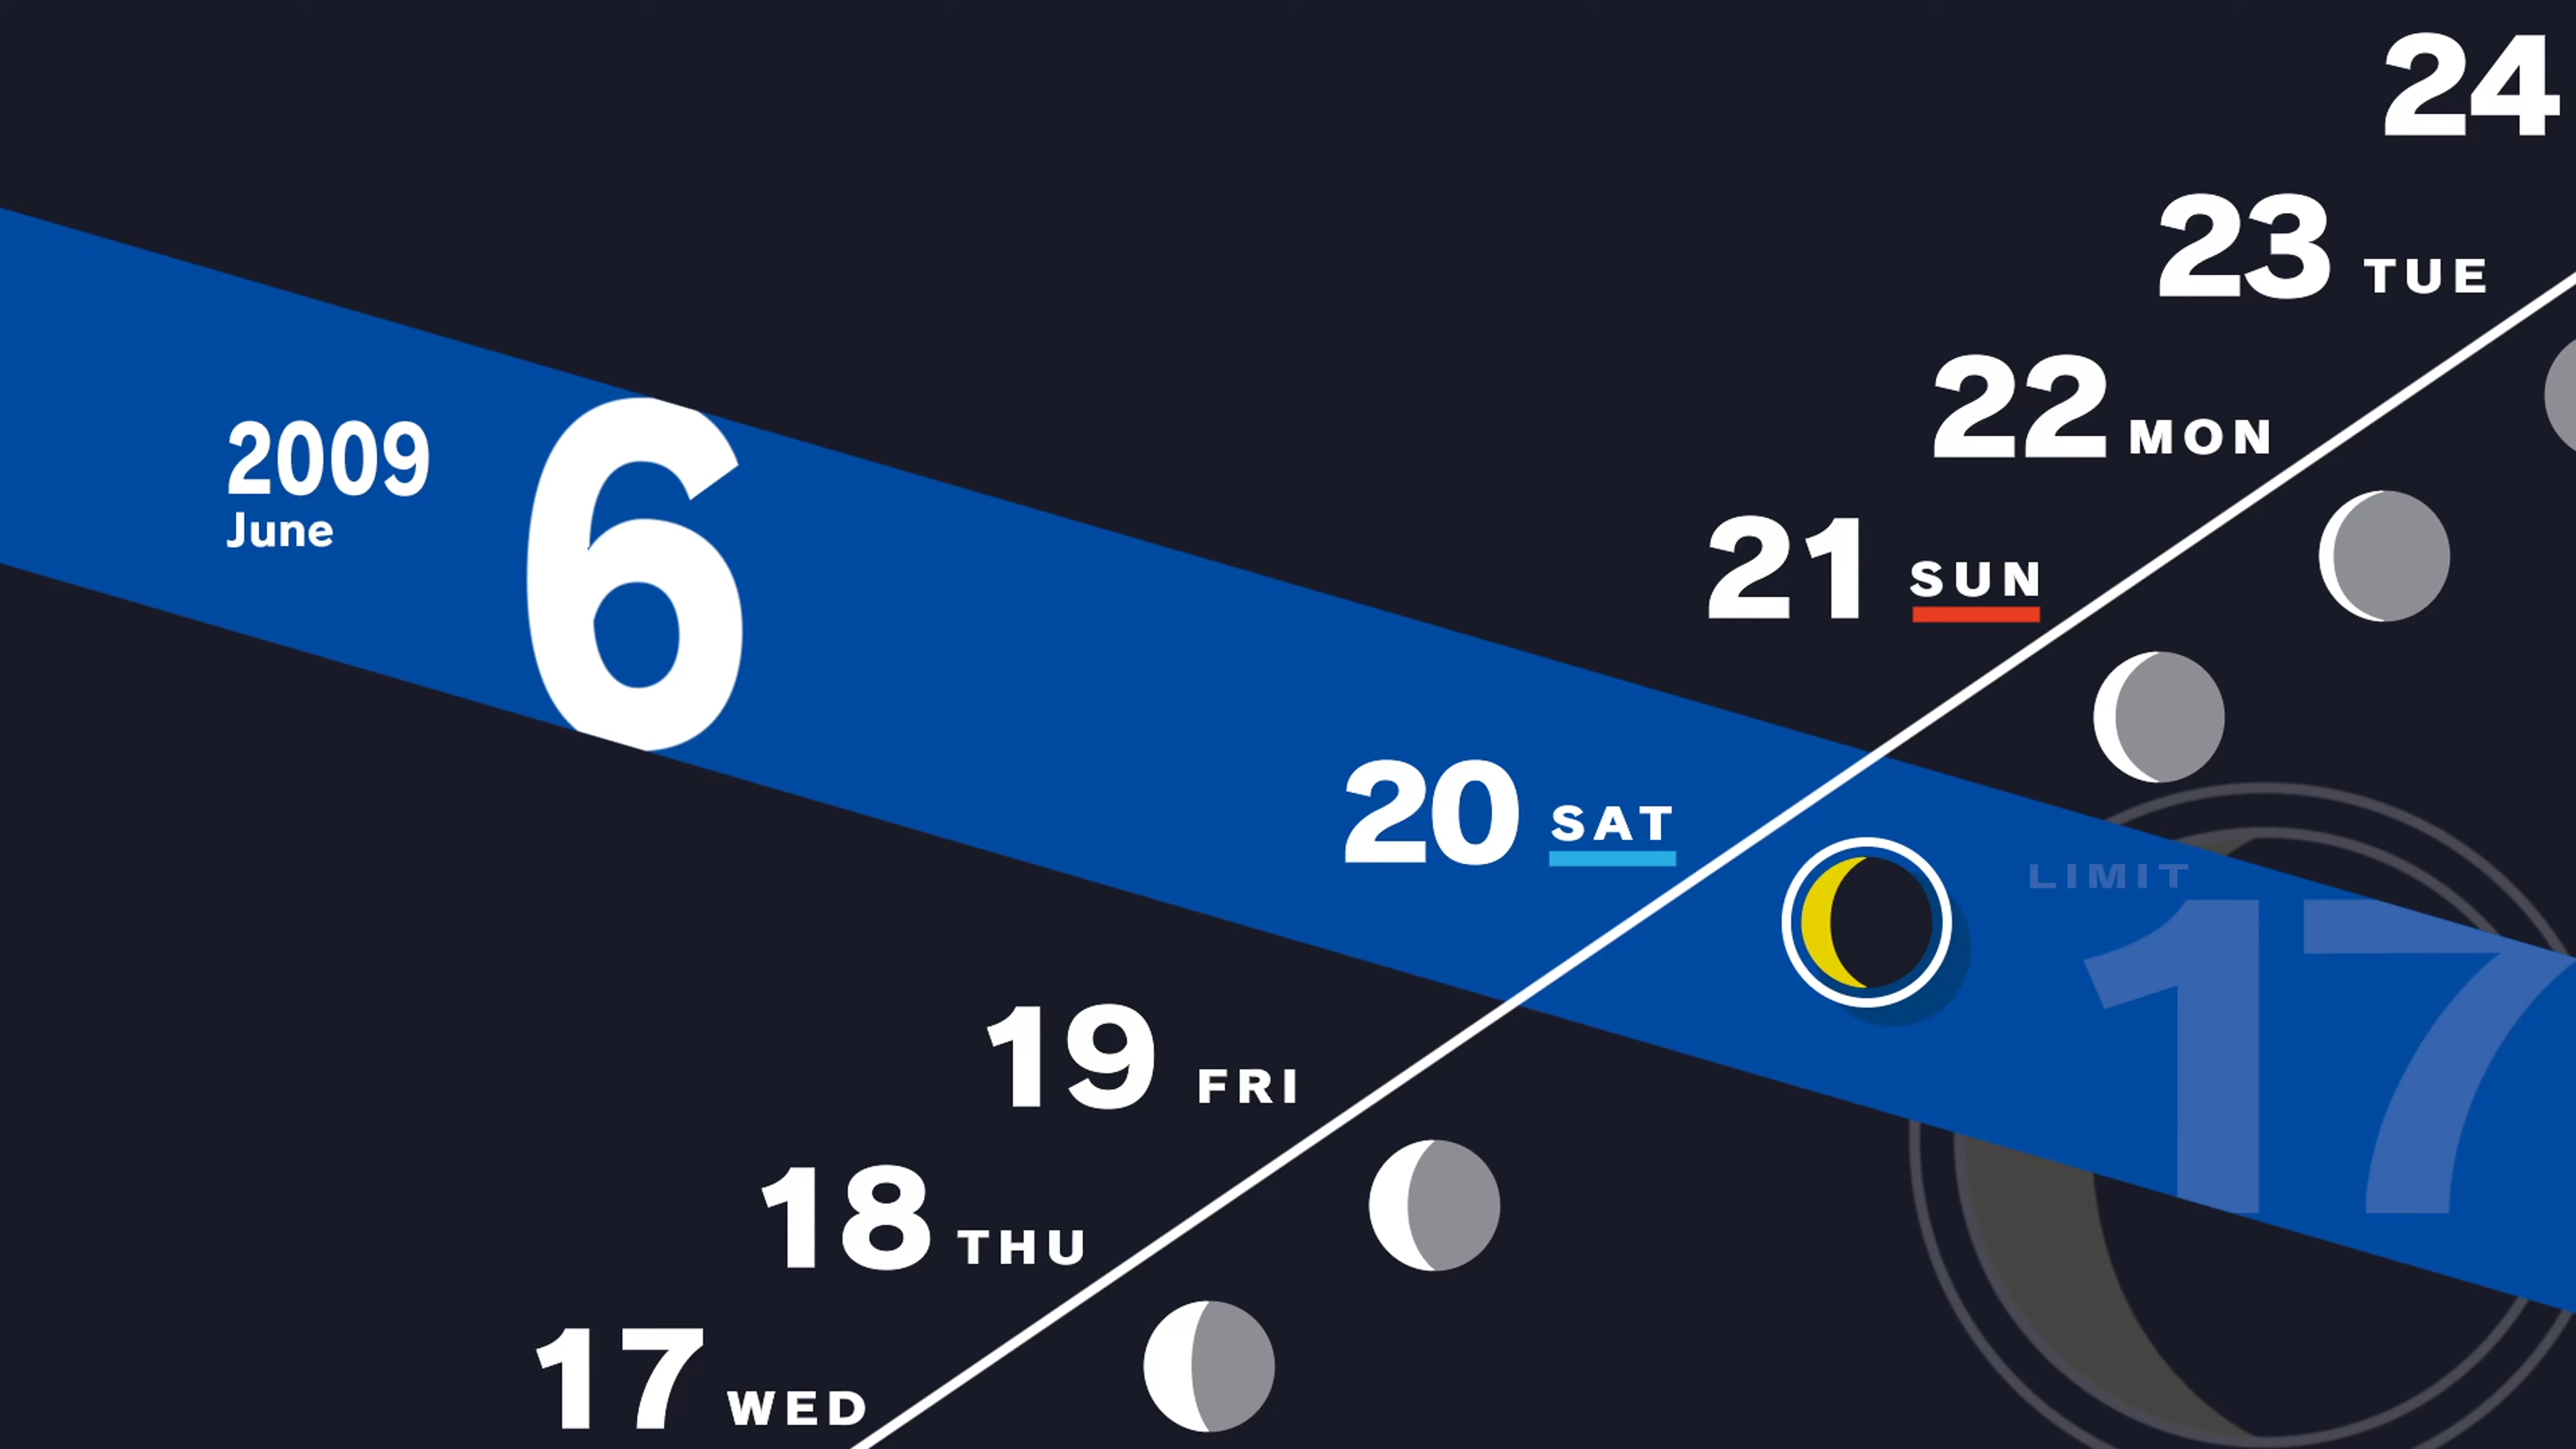 24
23 TUE
22 MON
2009
June
6
21 SUN
20 SAT
LIMIT
17
19 FRI
18 THU
17 WED